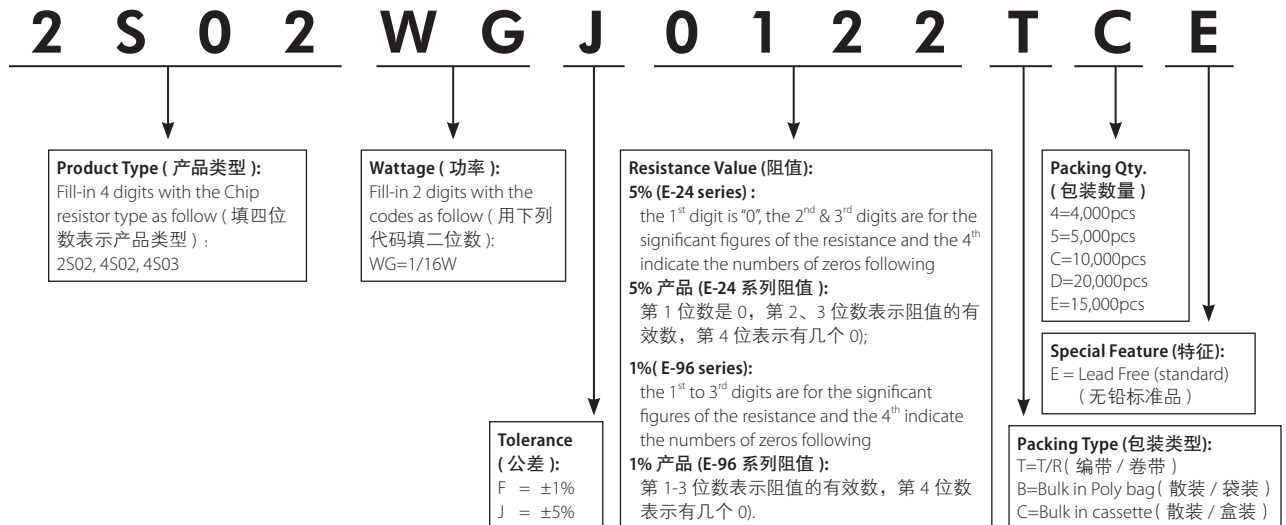 2 S 0 2 W G J 0 1 2 2 T C E
Product Type ( 产品类型 ):
Fill-in 4 digits with the Chip
resistor type as follow ( 填四位
数表示产品类型 ) :
2S02, 4S02, 4S03
Wattage ( 功率 ):
Fill-in 2 digits with the
codes as follow ( 用下列
代码填二位数 ):
WG=1/16W
Tolerance
( 公差 ):
F = ±1%
J = ±5%
Resistance Value (阻值):
5% (E-24 series) :
the 1st digit is “0”, the 2nd & 3rd digits are for the
significant figures of the resistance and the 4th
indicate the numbers of zeros following
5% 产品 (E-24 系列阻值 ):
第 1 位数是 0，第 2、3 位数表示阻值的有
效数，第 4 位表示有几个 0);
1%( E-96 series):
the 1st to 3rd digits are for the significant
figures of the resistance and the 4th indicate
the numbers of zeros following
1% 产品 (E-96 系列阻值 ):
第 1-3 位数表示阻值的有效数，第 4 位数
表示有几个 0).
Packing Qty.
( 包装数量 )
4=4,000pcs
5=5,000pcs
C=10,000pcs
D=20,000pcs
E=15,000pcs
Special Feature (特征):
E = Lead Free (standard)
( 无铅标准品 )
Packing Type (包装类型):
T=T/R( 编带 / 卷带 )
B=Bulk in Poly bag( 散装 / 袋装 )
C=Bulk in cassette( 散装 / 盒装 )